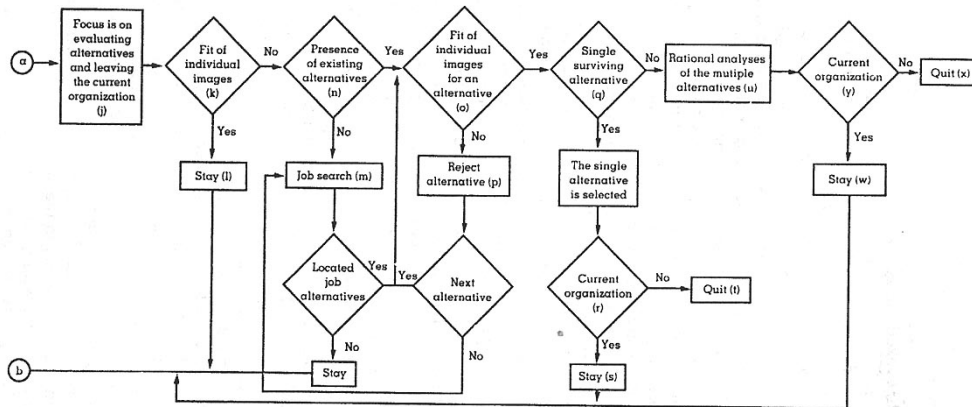 a
Focus is on
evaluating
alternatives
and leaving
the current
organization
(j)
Fit of
individual
images
(k)
No
Yes
Stay (l)
Presence
of existing
alternatives
(n)
Yes
No
Job search (m)
Located
job
alternatives
Yes
No
Stay
Fit of
individual
images
for an
alternative
(o)
Yes
No
Reject
alternative (p)
Next
alternative
Yes
No
Single
surviving
alternative
(q)
No
Yes
The single
alternative
is selected
Current
organization
(r)
No
Quit (t)
Yes
Stay (s)
Rational analyses
of the mutiple
alternatives (u)
Current
organization
(y)
No
Quit (x)
Yes
Stay (w)
b